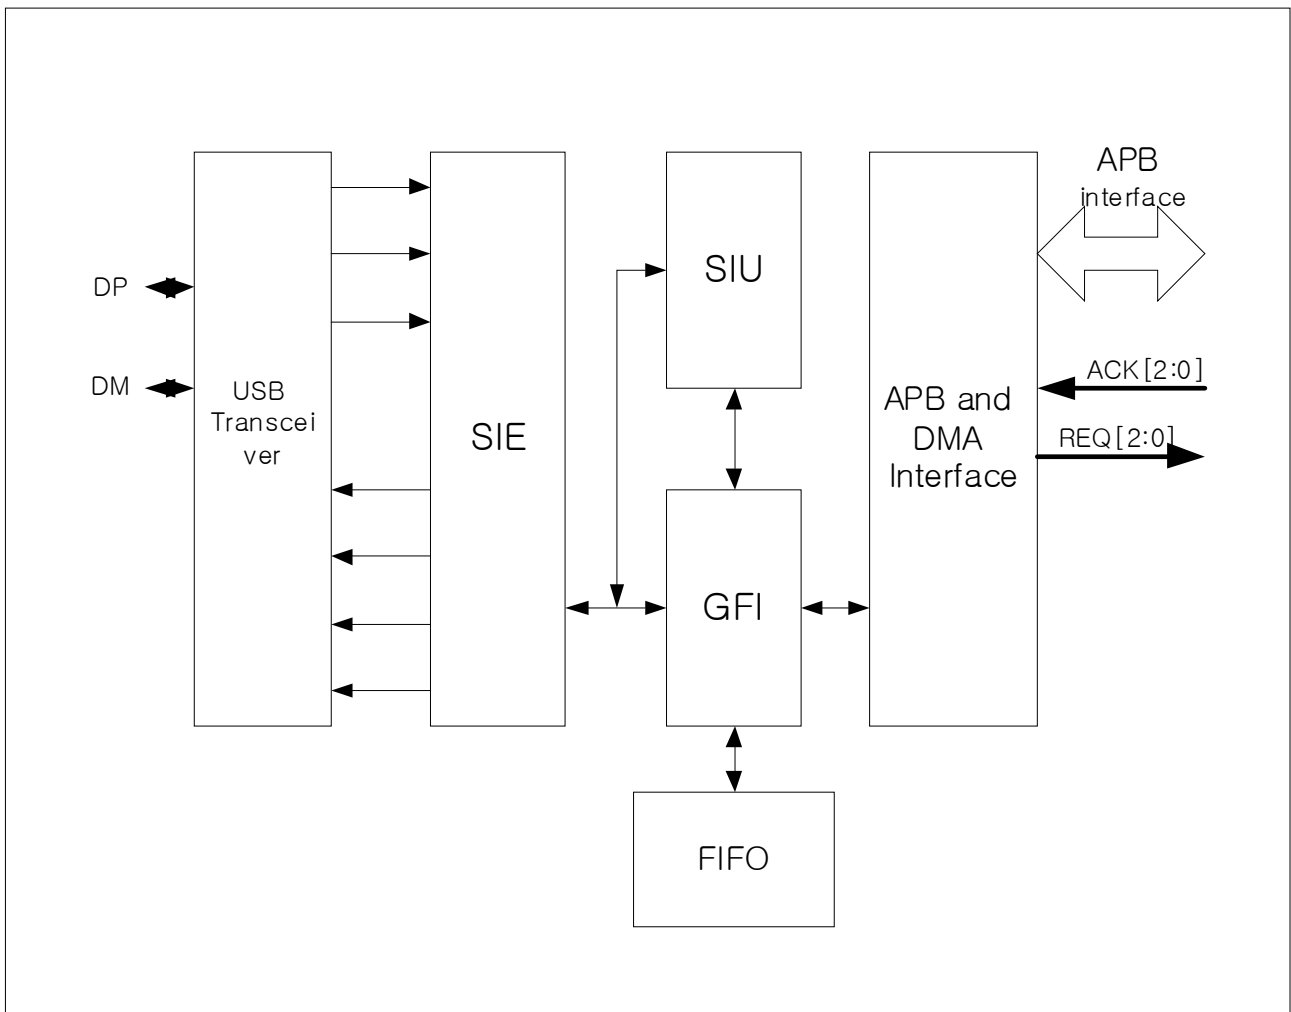 APB
interface
SIU
DP
DM
USB
Transcei
ver
SIE
APB and
DMA
Interface
ACK[2:0]
REQ[2:0]
GFI
FIFO